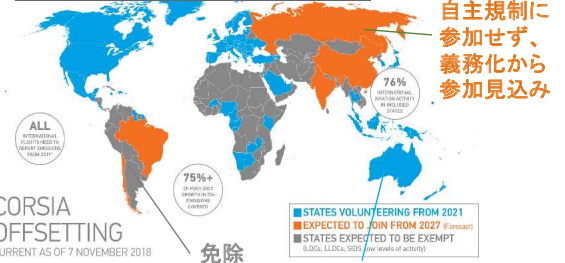 自主規制に
参加せず、
義務化から
参加見込み
76%
INTERNATIONAL
AVIATION ACTIVITY
IN INCLUDED
STATES
ALL
INTERNATIONAL
FLIGHTS NEED TO
REPORT EMISSIONS
FROM 2019*
75%+
OF POST-2020
GROWTH IN CO₂
EMISSIONS
COVERED
CORSIA
OFFSETTING
CURRENT AS OF 7 NOVEMBER 2018
免除
STATES VOLUNTEERING FROM 2021
EXPECTED TO JOIN FROM 2027 (Forecast)
STATES EXPECTED TO BE EXEMPT
(LDCs, LLDCs, SIDS, low levels of activity)